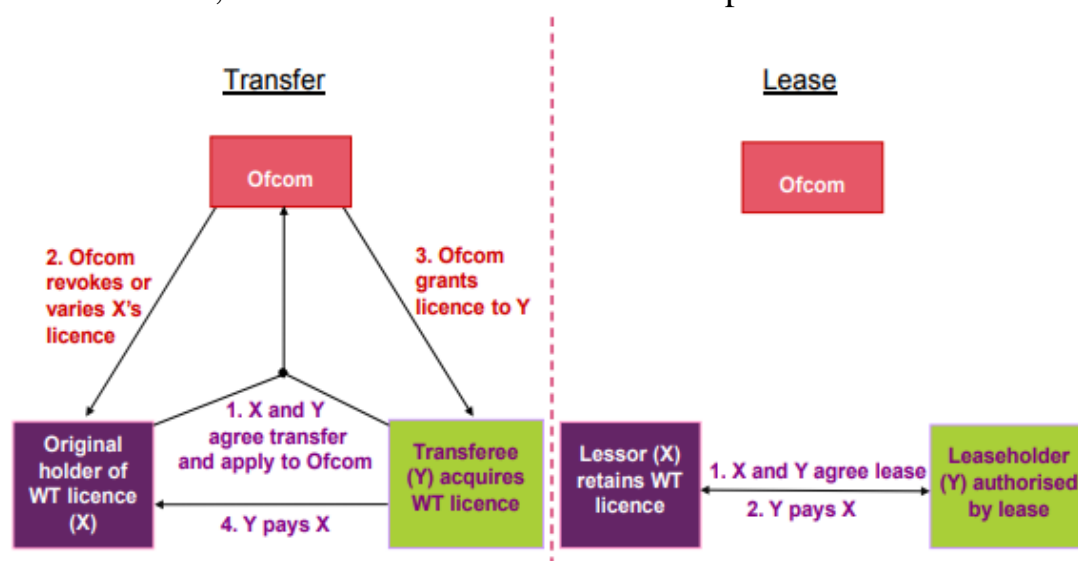 Transfer
Ofcom
2. Ofcom
revokes or
varies X's
licence
3. Ofcom
grants
licence to Y
1. X and Y
agree transfer
and apply to Ofcom
Original
holder of
WT licence
(X)
Transferee
(Y) acquires
WT licence
4. Y pays X
Lease
Ofcom
Lessor (X)
retains WT
licence
1. X and Y agree lease
2. Y pays X
Leaseholder
(Y) authorised
by lease